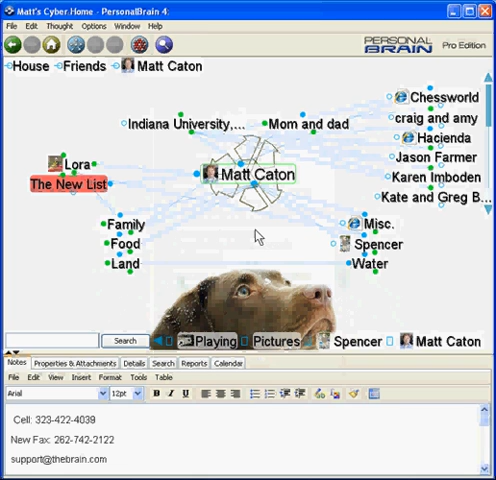 Matt's Cyber Home - PersonalBrain 4:
File Edit Thought Options Window Help
PERSONAL BRAIN Pro Edition
House Friends Matt Caton
Chessworld
Indiana University,... Mom and dad craig and amy
Hacienda
Lora Jason Farmer
The New List Matt Caton Karen Imboden
Kate and Greg B...
Family Misc.
Food Spencer
Land Water
Search Playing Pictures Spencer Matt Caton
Notes Properties & Attachments Details Search Reports Calendar
File Edit View Insert Format Tools Table
Arial 12pt B I U
Cell: 323-422-4039
New Fax: 262-742-2122
support@thebrain.com